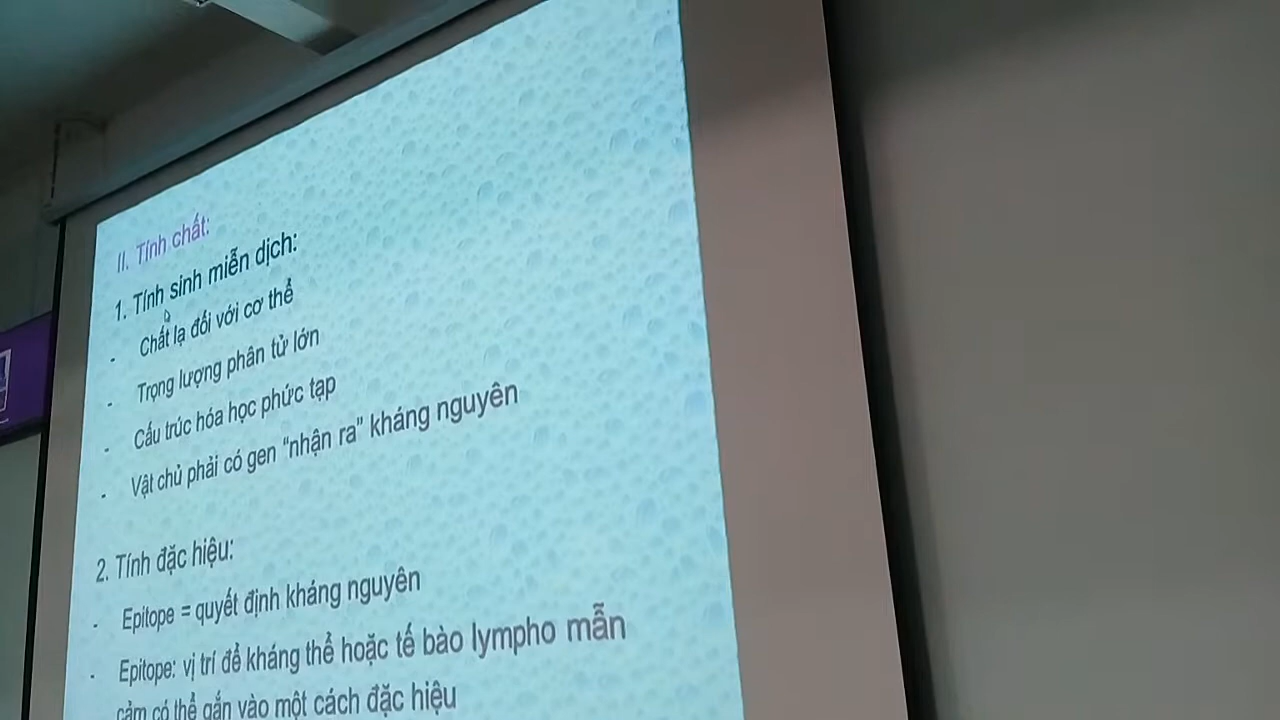 II. Tính chất:
1. Tính sinh miễn dịch:
- Chất lạ đối với cơ thể
- Trọng lượng phân tử lớn
- Cấu trúc hóa học phức tạp
- Vật chủ phải có gen “nhận ra” kháng nguyên
2. Tính đặc hiệu:
- Epitope = quyết định kháng nguyên
- Epitope: vị trí để kháng thể hoặc tế bào lympho mẫn
cảm có thể gắn vào một cách đặc hiệu